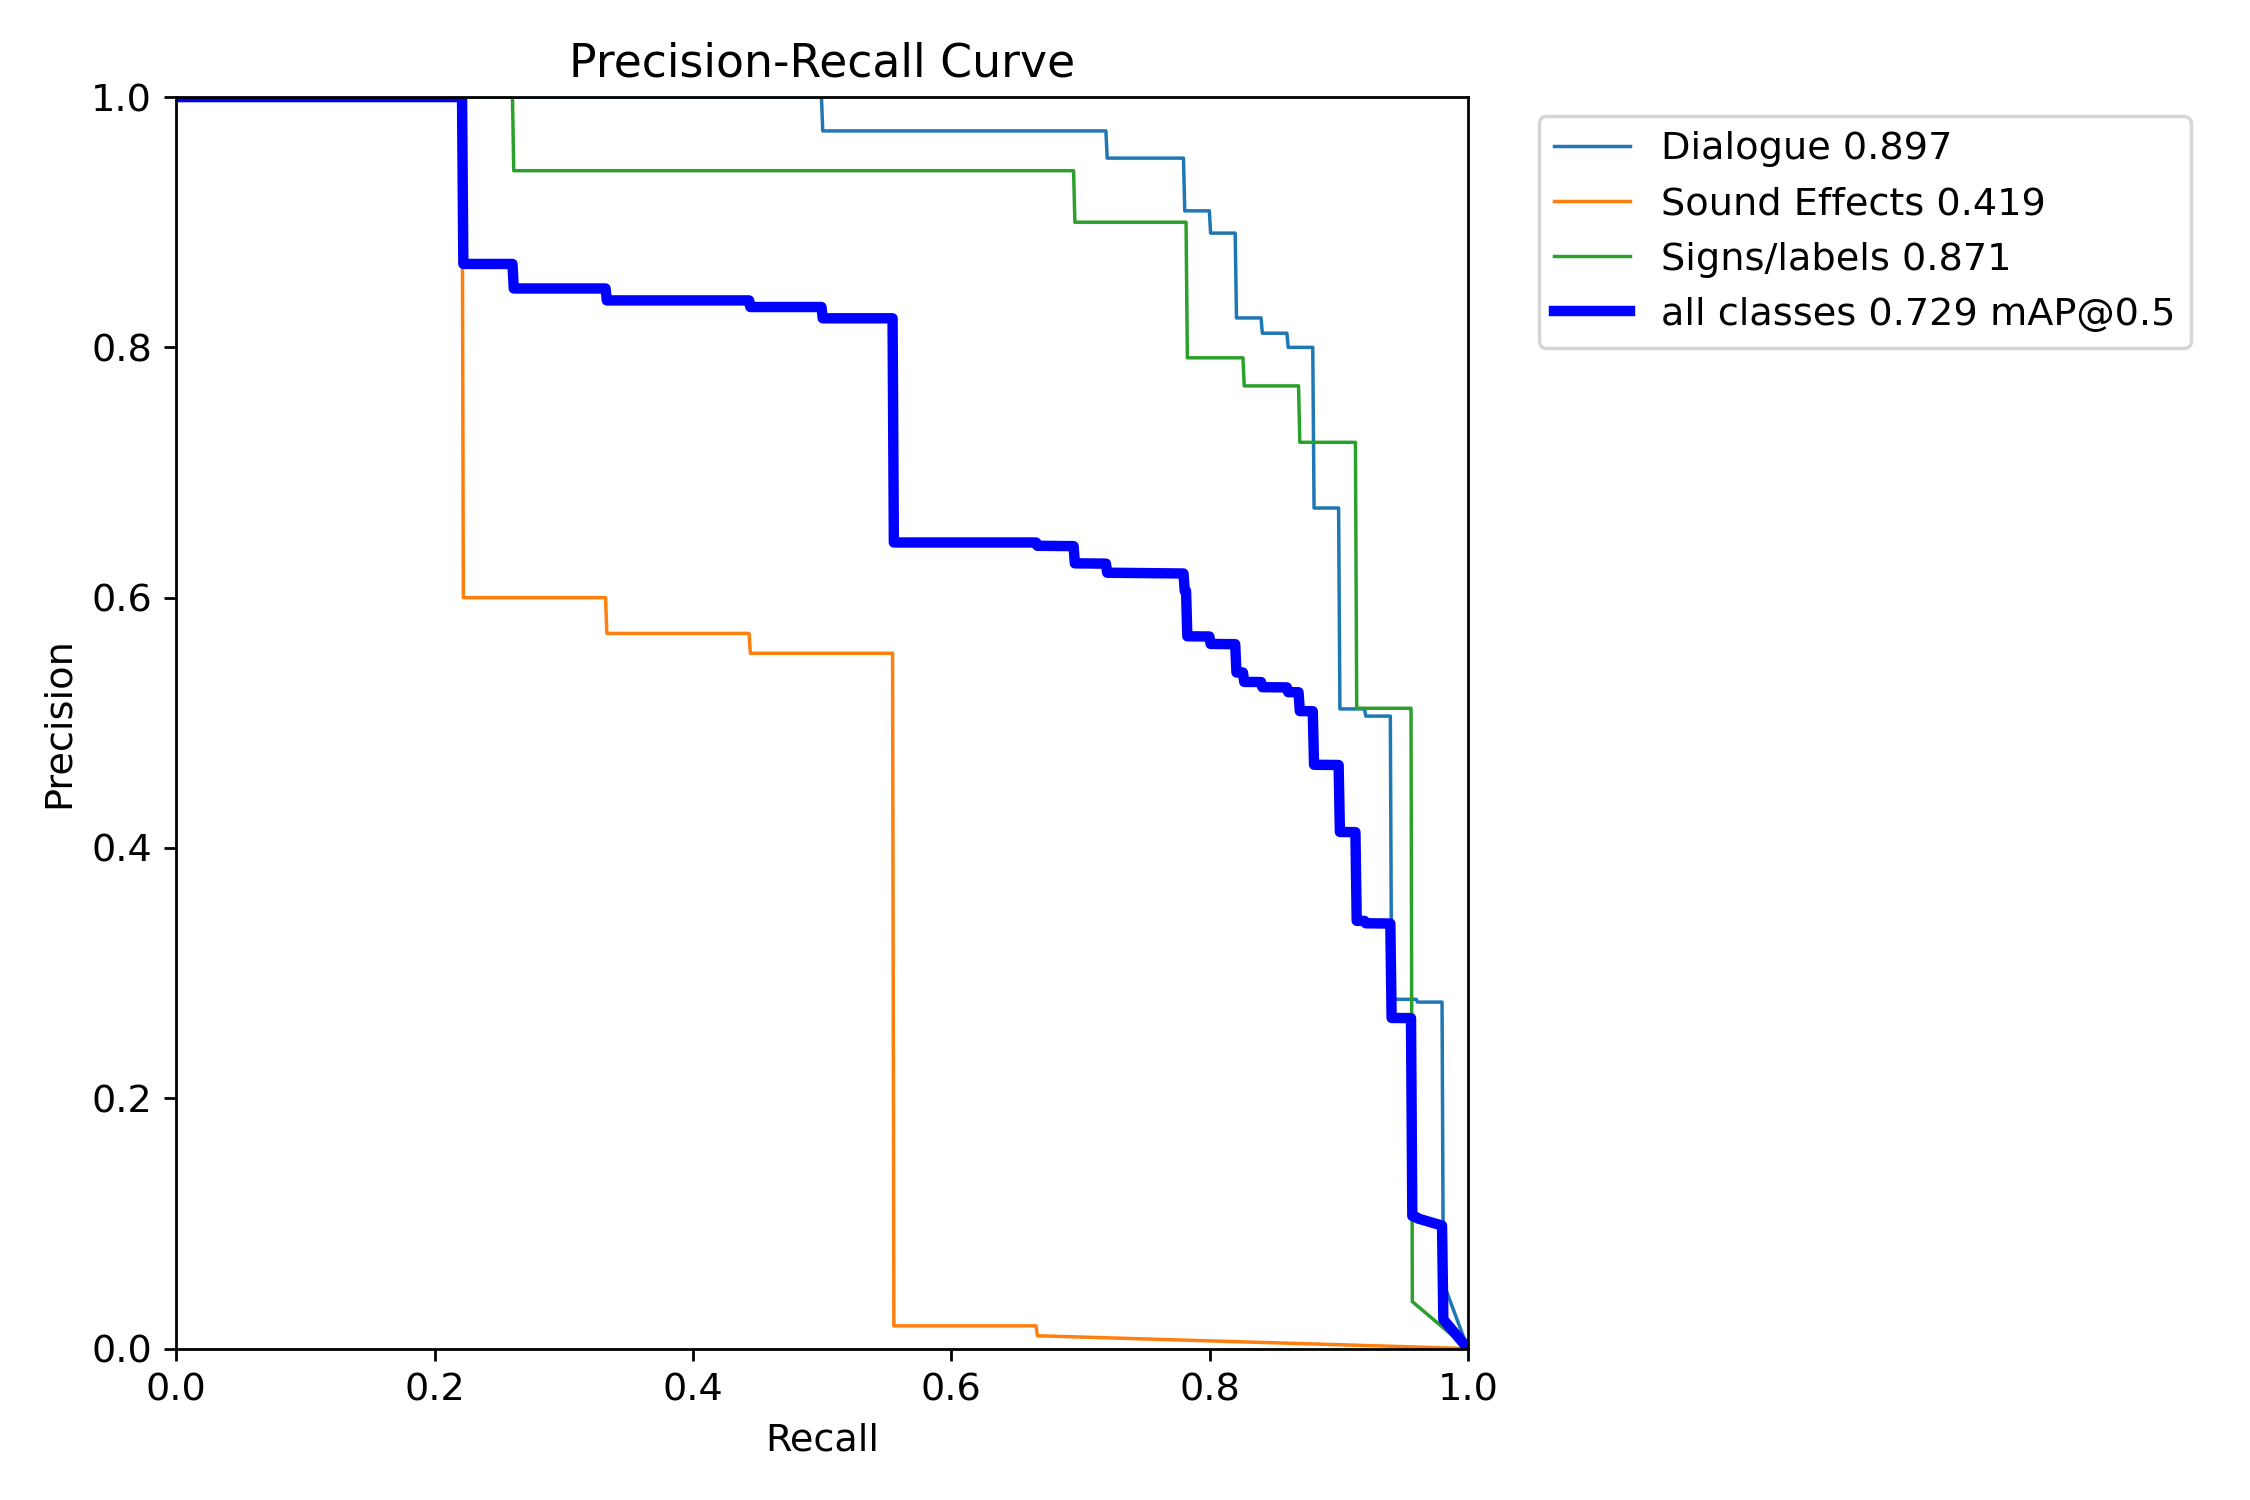 Precision-Recall Curve
1.0
0.8
0.6
0.4
0.2
0.0
Precision
0.0 0.2 0.4 0.6 0.8 1.0
Recall
Dialogue 0.897
Sound Effects 0.419
Signs/labels 0.871
all classes 0.729 mAP@0.5